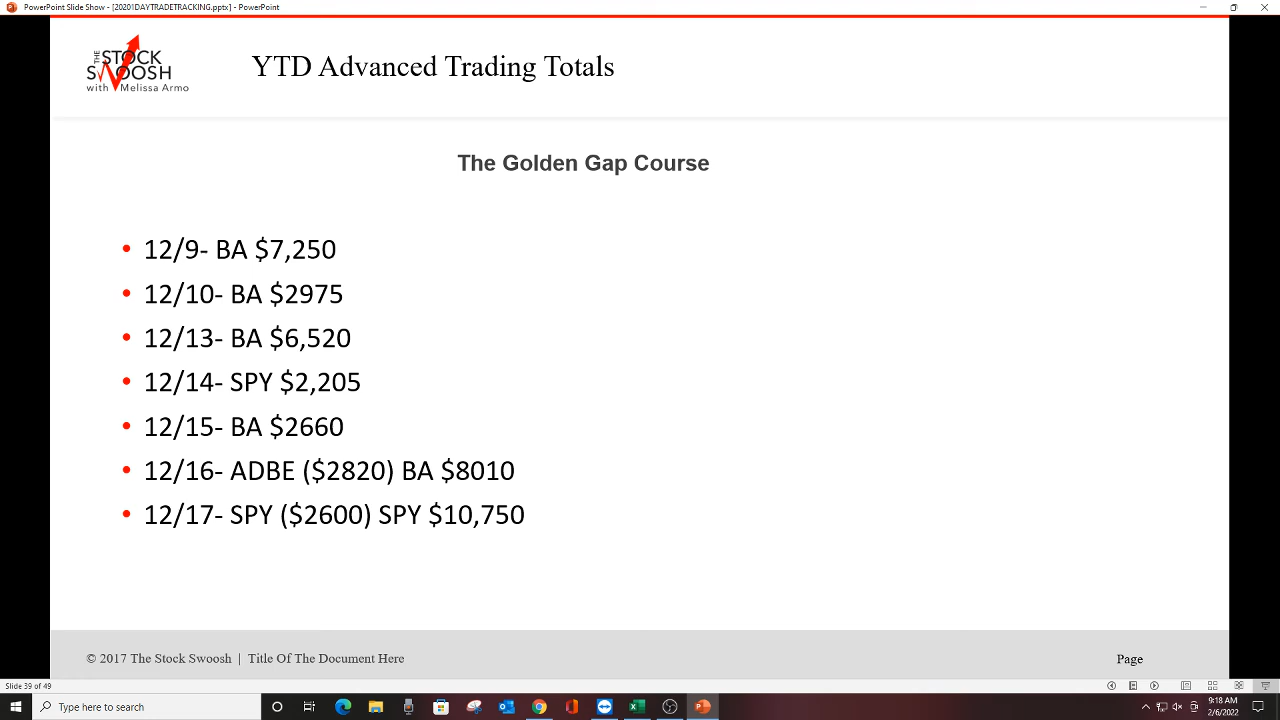 PowerPoint Slide Show - [20201DAYTRADETRACKING.pptx] - PowerPoint
THE STOCK SWOOSH
with Melissa Armo
YTD Advanced Trading Totals
The Golden Gap Course
• 12/9- BA $7,250
• 12/10- BA $2975
• 12/13- BA $6,520
• 12/14- SPY $2,205
• 12/15- BA $2660
• 12/16- ADBE ($2820) BA $8010
• 12/17- SPY ($2600) SPY $10,750
© 2017 The Stock Swoosh | Title Of The Document Here
Page
Slide 39 of 49
Type here to search
9:18 AM
2/6/2022